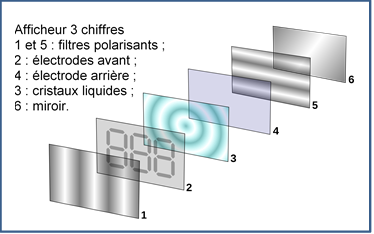 Afficheur 3 chiffres
1 et 5 : filtres polarisants ;
2 : électrodes avant ;
4 : électrode arrière ;
3 : cristaux liquides ;
6 : miroir.
6
5
4
3
2
1
888